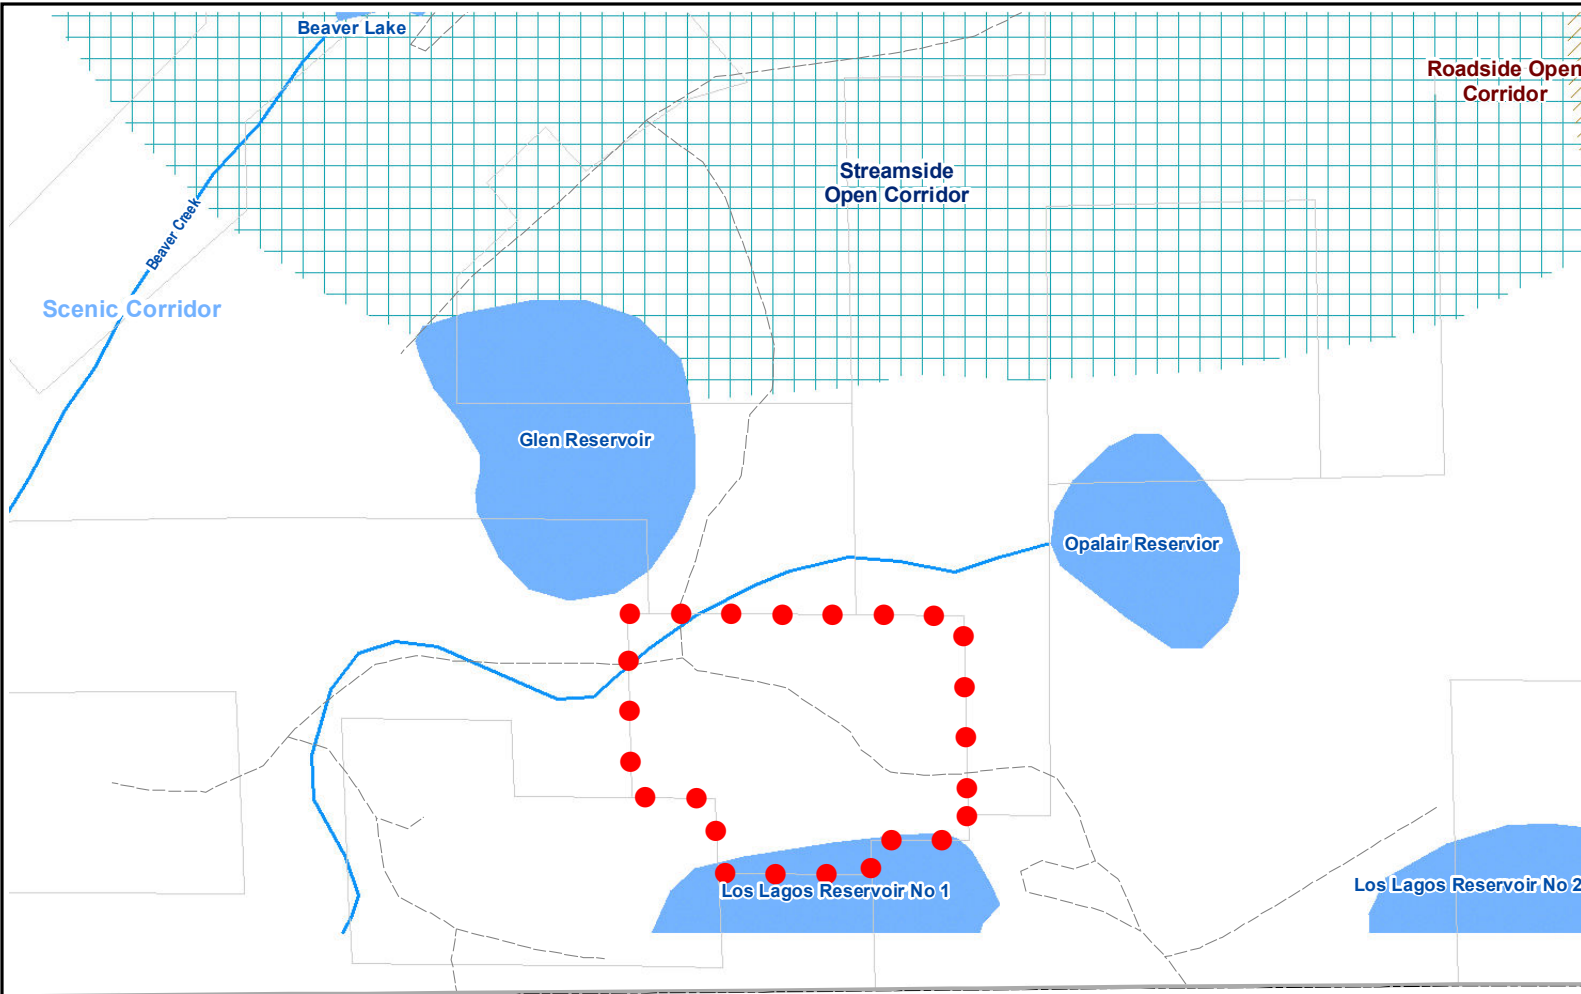 Beaver Lake
Roadside Open
Corridor
Streamside
Open Corridor
Beaver Creek
Scenic Corridor
Glen Reservoir
Opalair Reservior
Los Lagos Reservoir No 1
Los Lagos Reservoir No 2